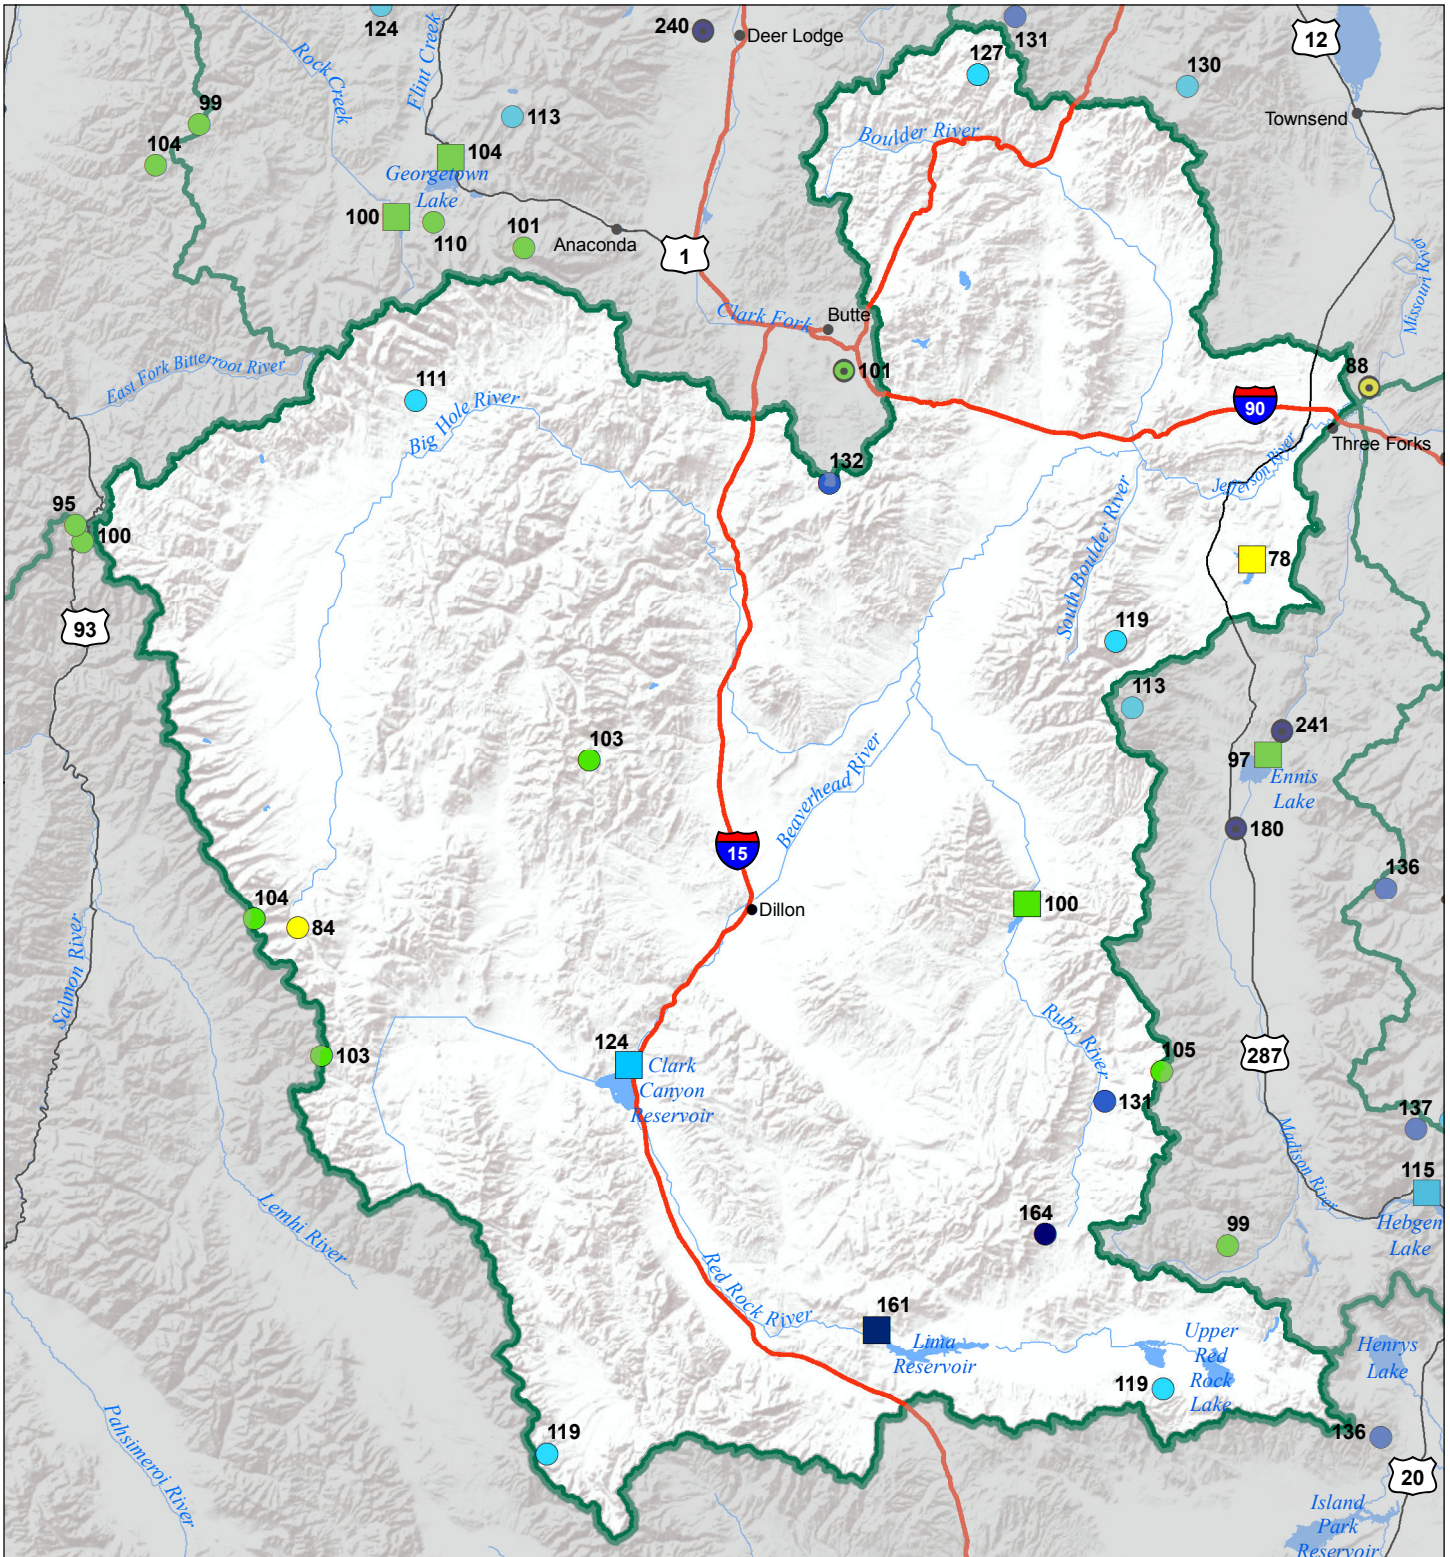 124
240
Deer Lodge
131
12
Rock Creek
Flint Creek
127
130
99
113
Townsend
104
Boulder River
104
Georgetown
Lake
100
110
101
Anaconda
1
Missouri River
Clark Fork
Butte
East Fork Bitterroot River
101
88
111
90
Big Hole River
Three Forks
132
Jefferson River
95
100
South Boulder River
78
93
119
113
103
241
97
Ennis
Lake
Beaverhead River
180
15
136
104
84
Dillon
100
Salmon River
Ruby River
103
124
Clark
Canyon
Reservoir
105
287
131
137
Madison River
115
Lemhi River
164
99
Hebgen
Lake
Red Rock River
161
Lima
Reservoir
Upper
Red
Rock
Lake
Henrys
Lake
119
119
136
Pahsimeroi River
20
Island
Park
Reservoir